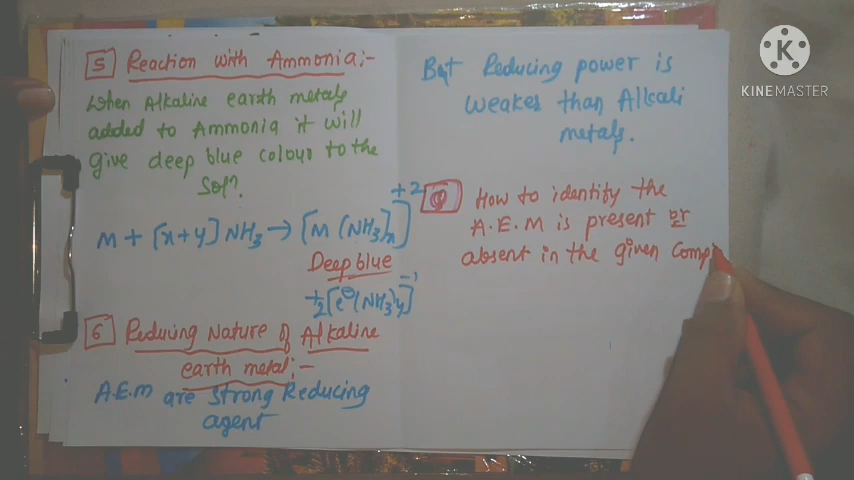 5 Reaction with Ammonia:-
When Alkaline earth metals
added to Ammonia it will
give deep blue colour to the
Solⁿ.
M + [x+y] NH₃ → [M (NH₃)ₓ]⁺²
Deep blue
+½[e⊖(NH₃)y]⁻¹
6 Reducing Nature of Alkaline
earth metal:-
A.E.M are Strong Reducing
agent
But Reducing power is
weaker than Alkali
metals.
Q How to identify the
A.E.M is present or
absent in the given Comp
K
KINEMASTER